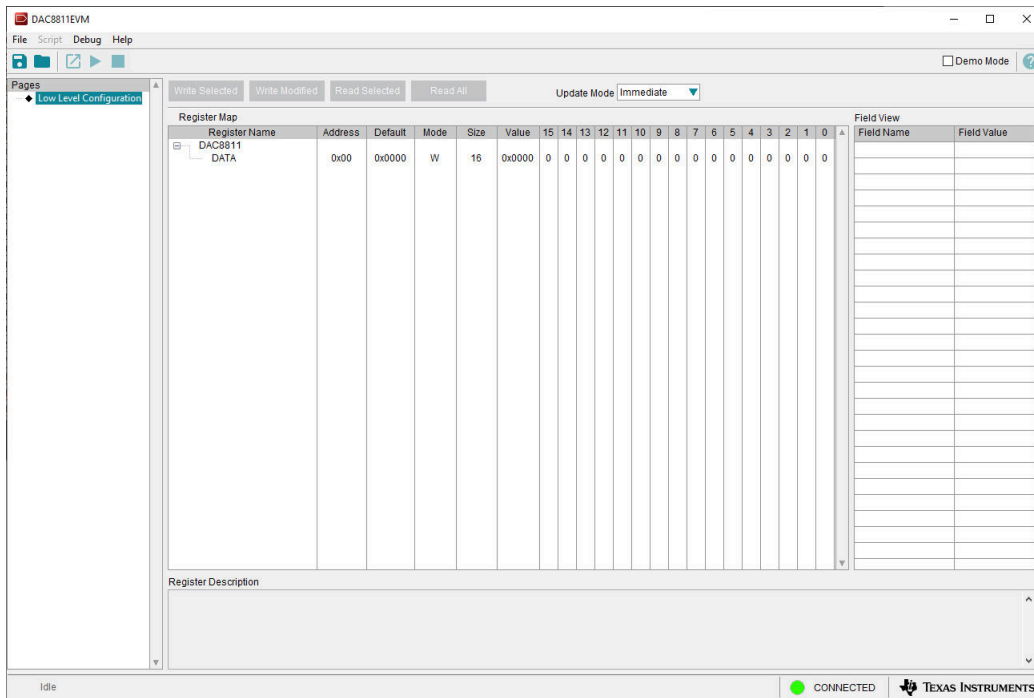 DAC8811EVM
File Script Debug Help
Demo Mode
Pages
Low Level Configuration
Write Selected Write Modified Read Selected Read All Update Mode Immediate
Register Map Field View
Register Name Address Default Mode Size Value 15 14 13 12 11 10 9 8 7 6 5 4 3 2 1 0 Field Name Field Value
DAC8811
DATA 0x00 0x0000 W 16 0x0000 0 0 0 0 0 0 0 0 0 0 0 0 0 0 0 0
Register Description
Idle CONNECTED TEXAS INSTRUMENTS